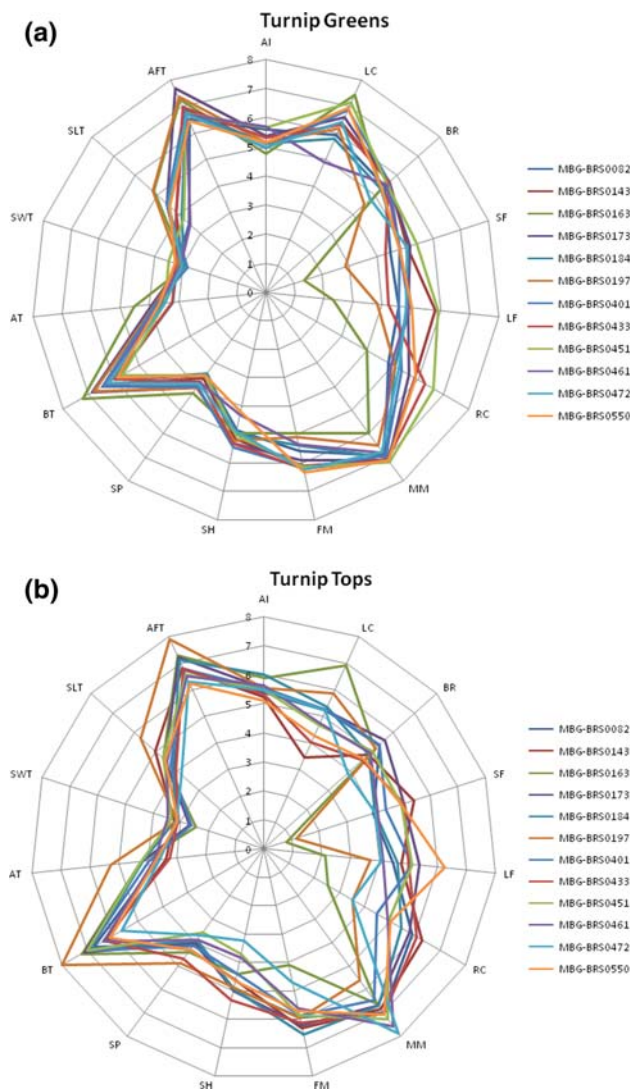 (a)
Turnip Greens
AI
LC
BR
SF
LF
RC
MM
FM
SH
SP
BT
AT
SWT
SLT
AFT
8
7
6
5
4
3
2
1
0
MBG-BRS0082
MBG-BRS0143
MBG-BRS0163
MBG-BRS0173
MBG-BRS0184
MBG-BRS0197
MBG-BRS0401
MBG-BRS0433
MBG-BRS0451
MBG-BRS0461
MBG-BRS0472
MBG-BRS0550
(b)
Turnip Tops
AI
LC
BR
SF
LF
RC
MM
FM
SH
SP
BT
AT
SWT
SLT
AFT
8
7
6
5
4
3
2
1
0
MBG-BRS0082
MBG-BRS0143
MBG-BRS0163
MBG-BRS0173
MBG-BRS0184
MBG-BRS0197
MBG-BRS0401
MBG-BRS0433
MBG-BRS0451
MBG-BRS0461
MBG-BRS0472
MBG-BRS0550